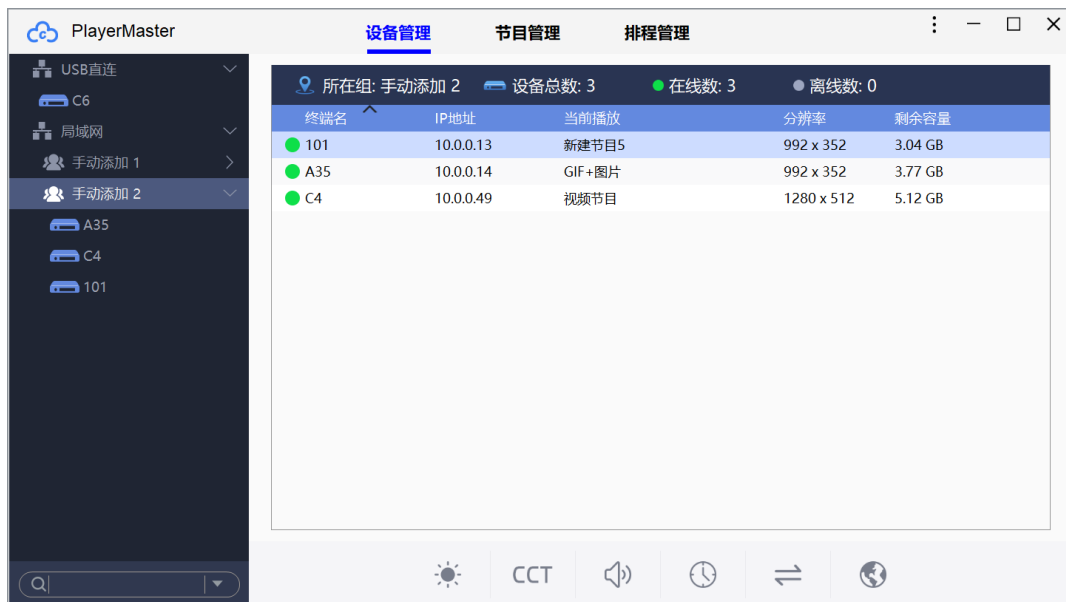 PlayerMaster
设备管理 节目管理 排程管理
USB直连
C6
局域网
手动添加 1
手动添加 2
A35
C4
101
所在组: 手动添加 2 设备总数: 3 在线数: 3 离线数: 0
终端名 IP地址 当前播放 分辨率 剩余容量
101 10.0.0.13 新建节目5 992 x 352 3.04 GB
A35 10.0.0.14 GIF+图片 992 x 352 3.77 GB
C4 10.0.0.49 视频节目 1280 x 512 5.12 GB
CCT